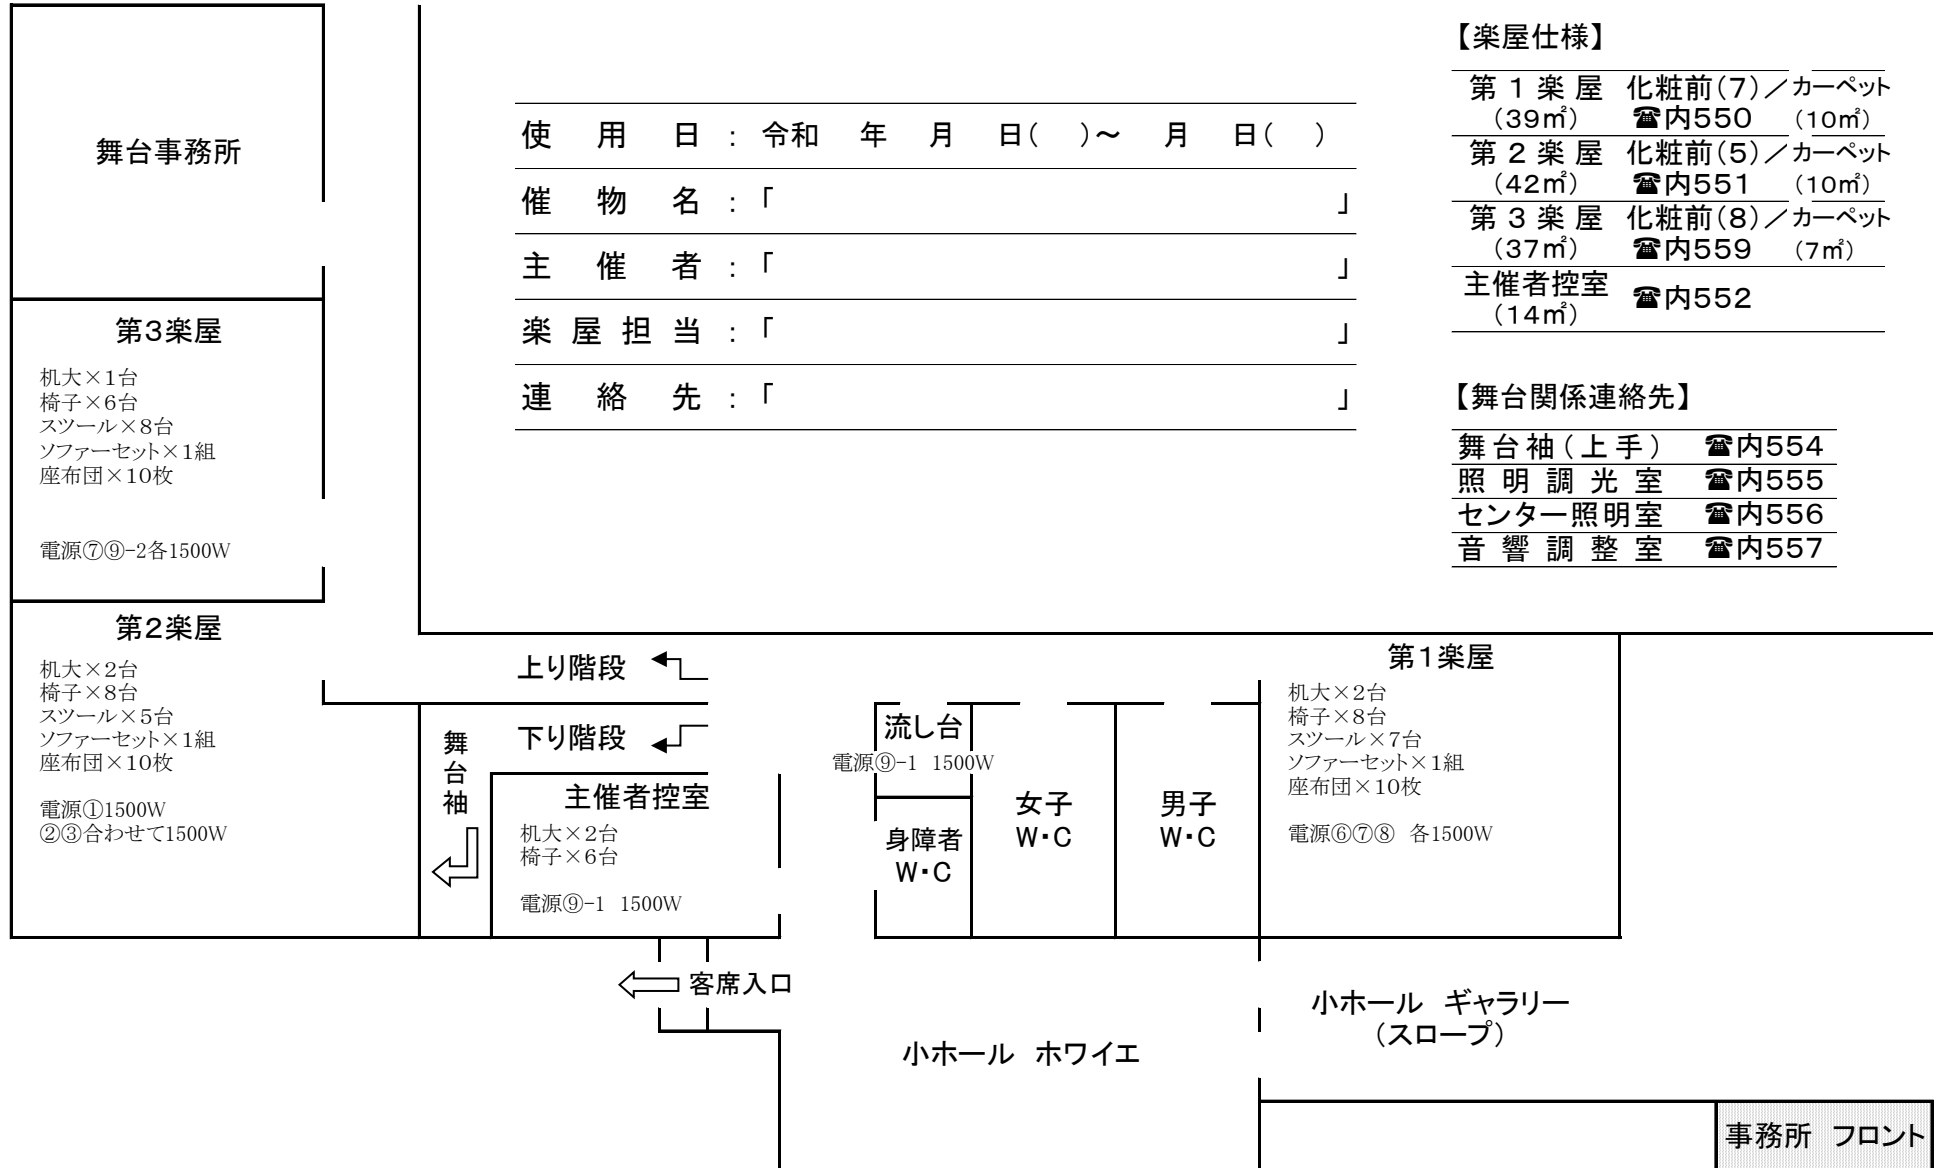 舞台事務所
使用日：令和　年　月　日（　）～　月　日（　）
催物名：「　」
主催者：「　」
楽屋担当：「　」
連絡先：「　」
【楽屋仕様】
第1楽屋　化粧前（7）／カーペット
（39㎡）　☎内550　（10㎡）
第2楽屋　化粧前（5）／カーペット
（42㎡）　☎内551　（10㎡）
第3楽屋　化粧前（8）／カーペット
（37㎡）　☎内559　（7㎡）
主催者控室　☎内552
（14㎡）
【舞台関係連絡先】
舞台袖（上手）　☎内554
照明調光室　☎内555
センター照明室　☎内556
音響調整室　☎内557
第3楽屋
机大×1台
椅子×6台
スツール×8台
ソファーセット×1組
座布団×10枚
電源⑦⑨-2各1500W
第2楽屋
机大×2台
椅子×8台
スツール×5台
ソファーセット×1組
座布団×10枚
電源①1500W
②③合わせて1500W
上り階段
下り階段
舞台袖
主催者控室
机大×2台
椅子×6台
電源⑨-1　1500W
流し台
電源⑨-1　1500W
身障者
W・C
女子
W・C
男子
W・C
第1楽屋
机大×2台
椅子×8台
スツール×7台
ソファーセット×1組
座布団×10枚
電源⑥⑦⑧　各1500W
客席入口
小ホール　ホワイエ
小ホール　ギャラリー
（スロープ）
事務所　フロント